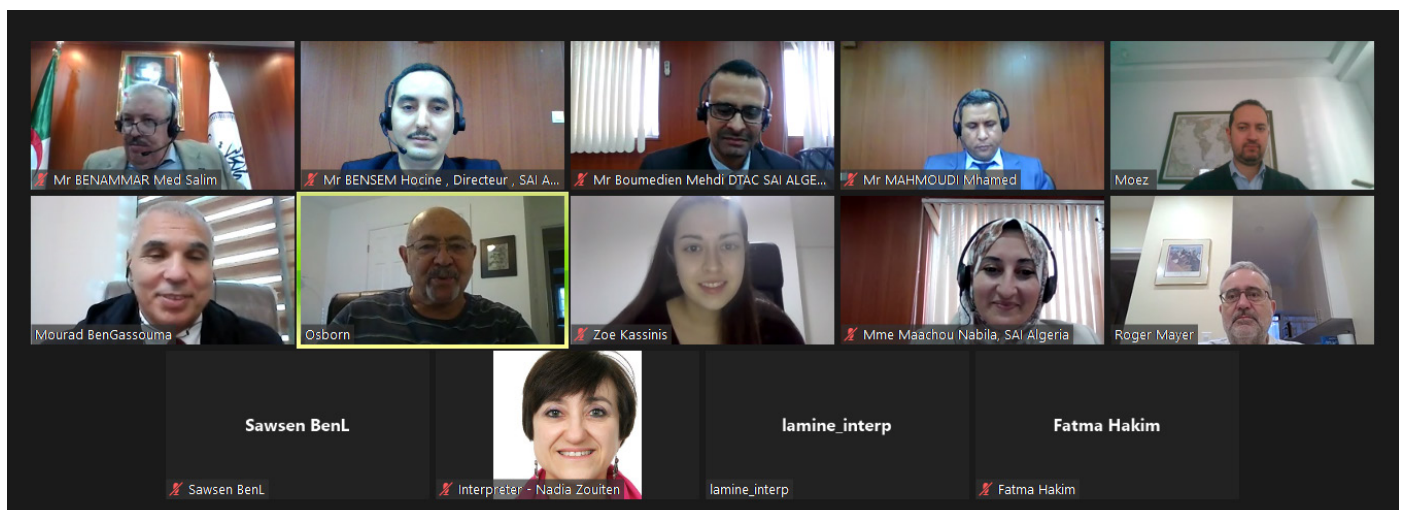 Mr BENAMMAR Med Salim
Mr BENSEM Hocine , Directeur , SAI A...
Mr Boumedien Mehdi DTAC SAI ALGE...
Mr MAHMOUDI Mhamed
Moez
Mourad BenGassouma
Osborn
Zoe Kassinis
Mme Maachou Nabila, SAI Algeria
Roger Mayer
Sawsen BenL
lamine_interp
Fatma Hakim
Sawsen BenL
Interpreter - Nadia Zouiten
lamine_interp
Fatma Hakim